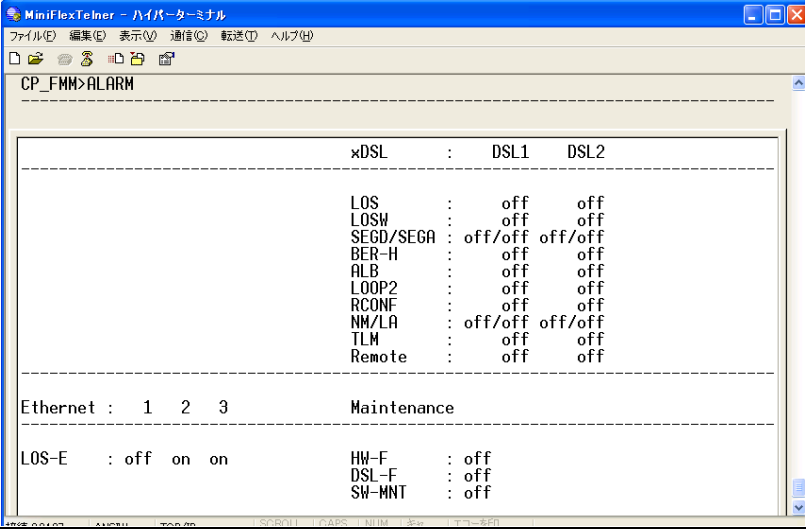 MiniFlexTelner - ハイパーターミナル
ファイル(F) 編集(E) 表示(V) 通信(C) 転送(T) ヘルプ(H)
CP_FMM>ALARM
xDSL : DSL1 DSL2
LOS : off off
LOSW : off off
SEGD/SEGA : off/off off/off
BER-H : off off
ALB : off off
LOOP2 : off off
RCONF : off off
NM/LA : off/off off/off
TLM : off off
Remote : off off
Ethernet : 1 2 3 Maintenance
LOS-E : off on on HW-F : off
DSL-F : off
SW-MNT : off
SCROLL CAPS NUM